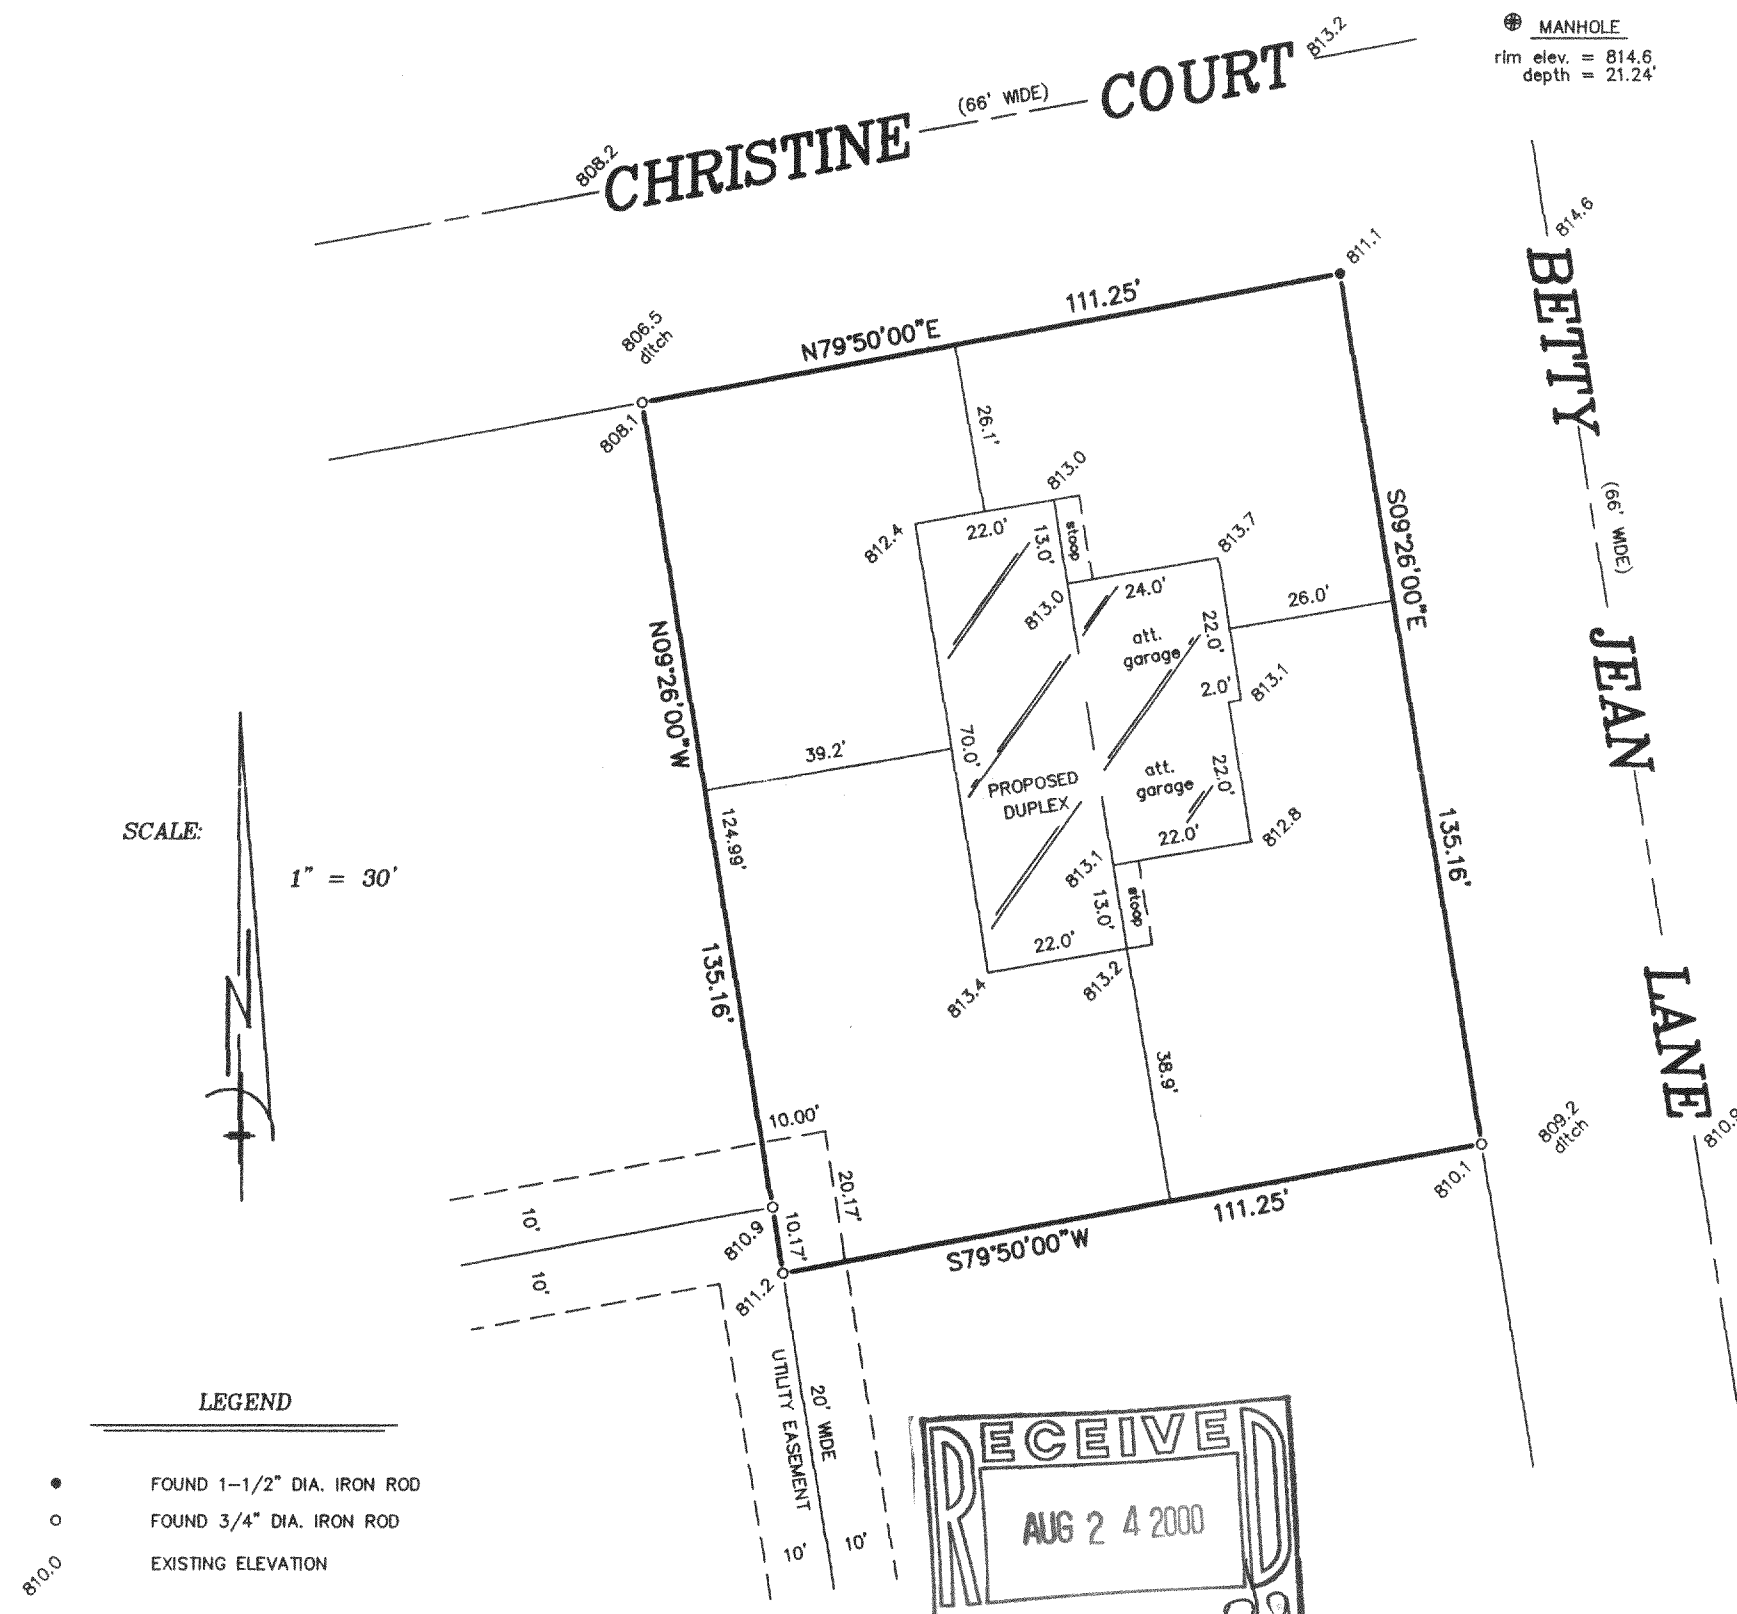 MANHOLE
rim elev. = 814.6
depth = 21.24'
CHRISTINE (66' WIDE) COURT
813.2
808.2
BETTY (66' WIDE) JEAN LANE
814.6
811.1
806.5
ditch
N79°50'00"E
111.25'
808.1
26.1'
813.0
812.4
22.0'
13.0'
stoop
813.7
24.0'
813.0
att.
garage
22.0'
26.0'
S09°26'00"E
135.16'
2.0'
813.1
N09°26'00"W
135.16'
39.2'
124.99'
70.0'
PROPOSED
DUPLEX
att.
garage
22.0'
22.0'
812.8
813.1
13.0'
stoop
22.0'
813.4
813.2
38.9'
SCALE:
1" = 30'
N
10.00'
20.17'
10'
10'
810.9
10.17'
811.2
S79°50'00"W
111.25'
810.1
809.2
ditch
810.9
20' WIDE
UTILITY EASEMENT
10'
10'
LEGEND
FOUND 1-1/2" DIA. IRON ROD
FOUND 3/4" DIA. IRON ROD
810.0
EXISTING ELEVATION
RECEIVED
AUG 24 2000